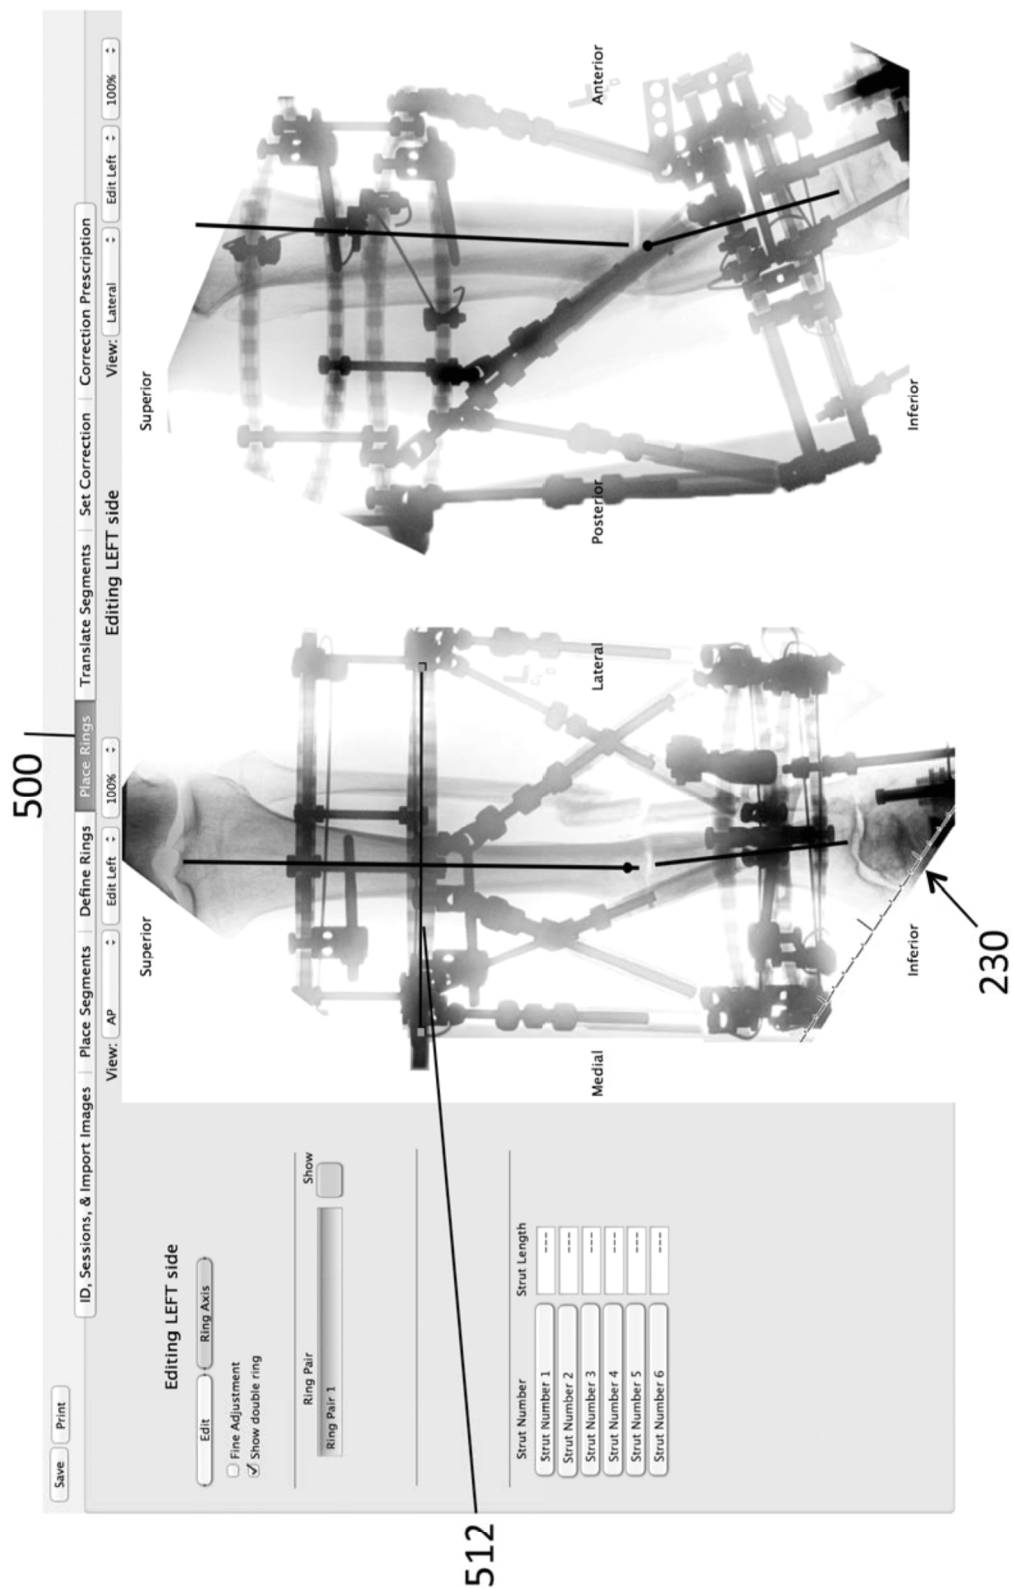 500
Save
Print
ID, Sessions, & Import Images
Place Segments
Define Rings
Place Rings
Translate Segments
Set Correction
Correction Prescription
View: AP
Edit Left
100%
Editing LEFT side
View: Lateral
Edit Left
100%
Editing LEFT side
Edit
Ring Axis
Fine Adjustment
Show double ring
Ring Pair
Show
Ring Pair 1
Strut Number
Strut Length
Strut Number 1
---
Strut Number 2
---
Strut Number 3
---
Strut Number 4
---
Strut Number 5
---
Strut Number 6
---
Superior
Medial
Lateral
Inferior
Superior
Posterior
Anterior
Inferior
512
230